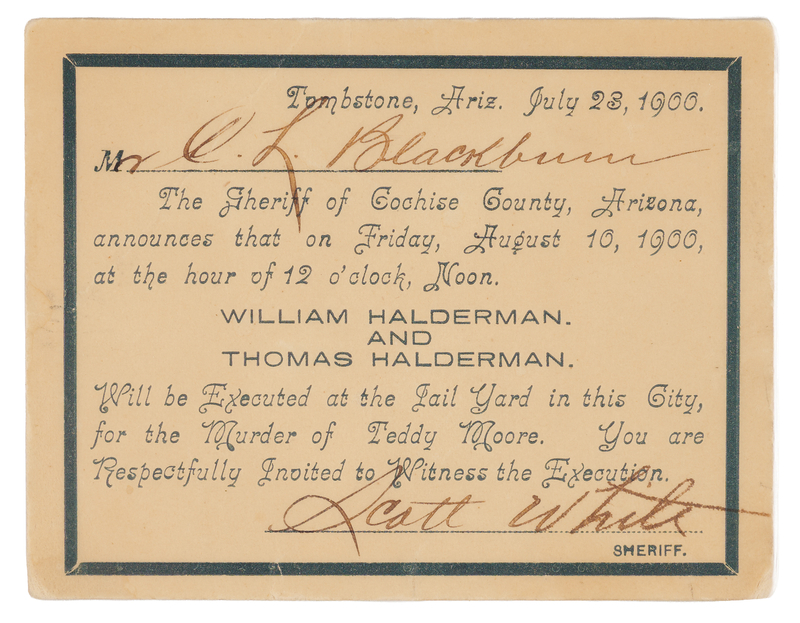 Tombstone, Ariz. July 23, 1900.
Mr C. L. Blackburn
The Sheriff of Cochise County, Arizona,
announces that on Friday, August 10, 1900,
at the hour of 12 o'clock, Noon.
WILLIAM HALDERMAN.
AND
THOMAS HALDERMAN.
Will be Executed at the Jail Yard in this City,
for the Murder of Teddy Moore. You are
Respectfully Invited to Witness the Execution.
Scott White
SHERIFF.